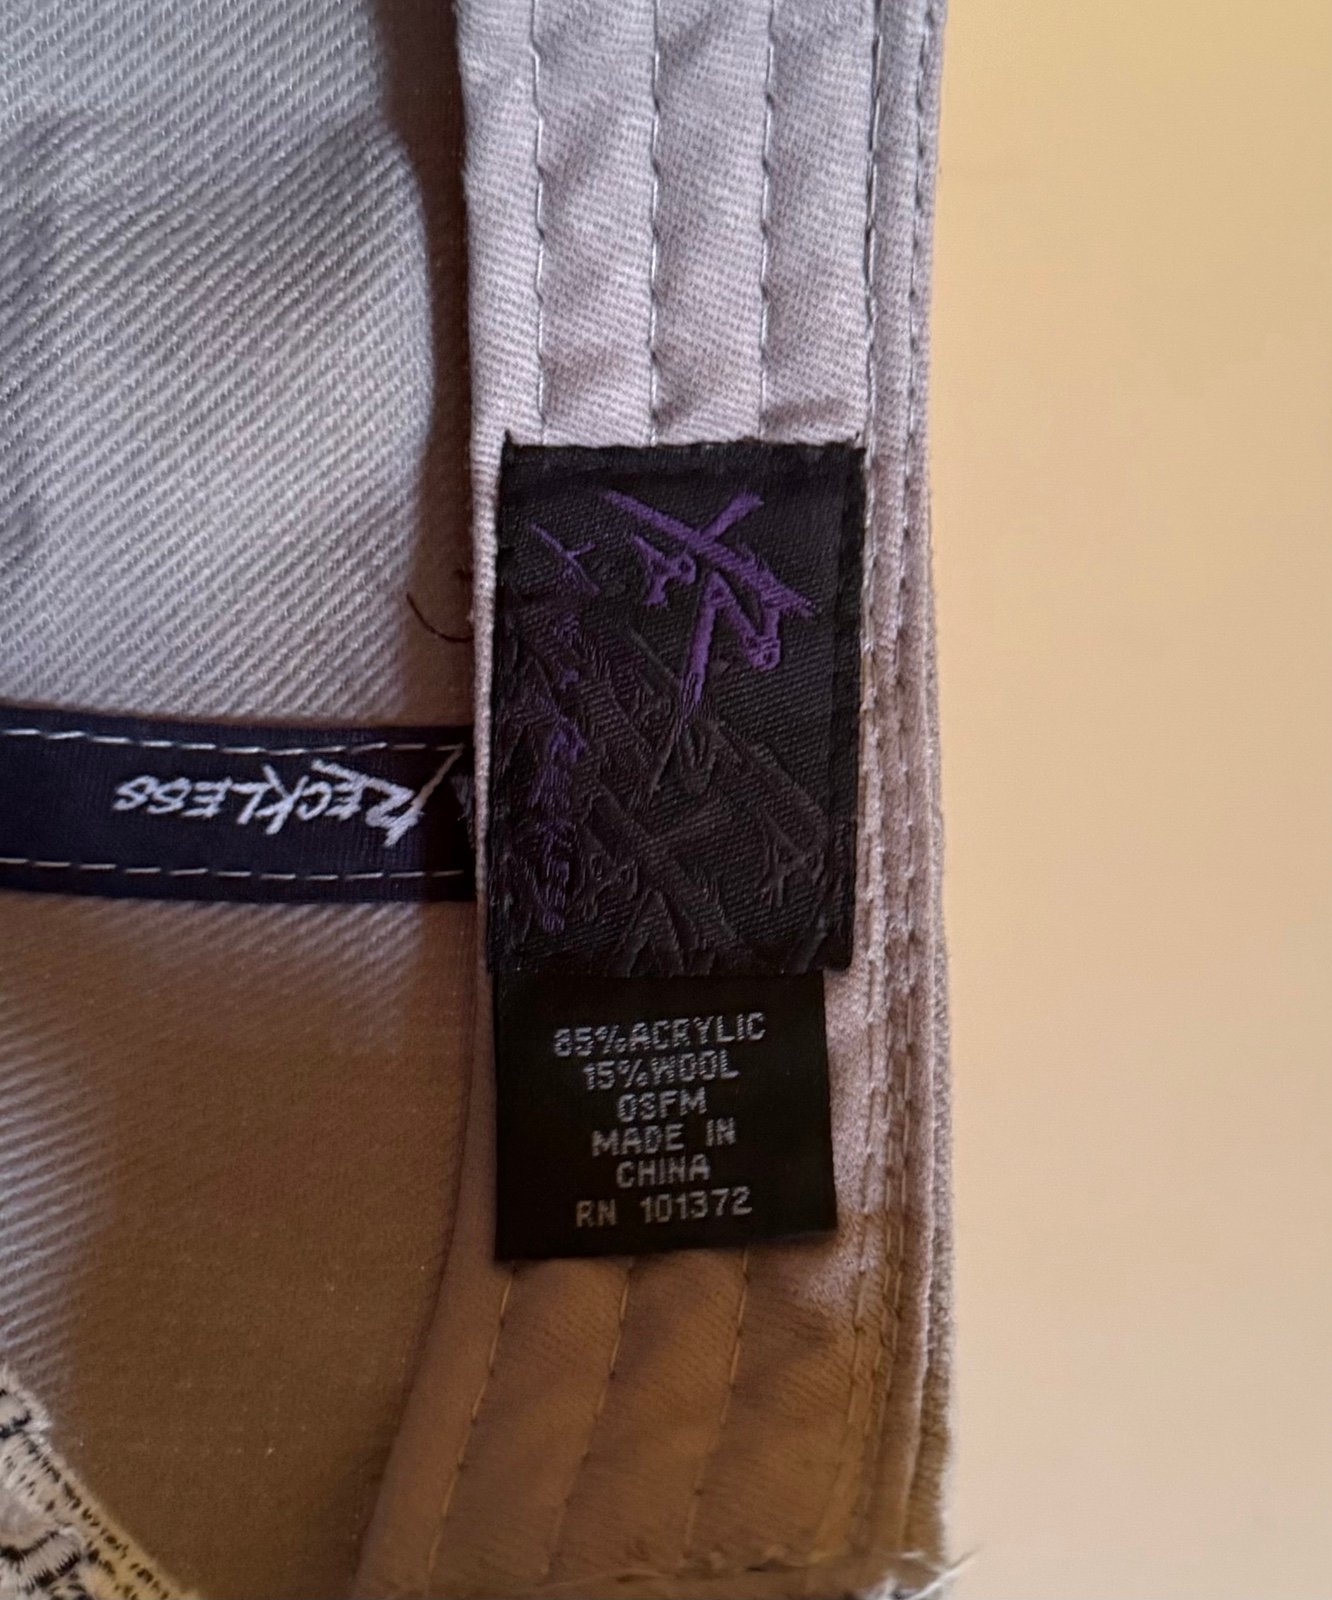 RECKLESS
85%ACRYLIC
15%WOOL
OSFM
MADE IN
CHINA
RN 101372